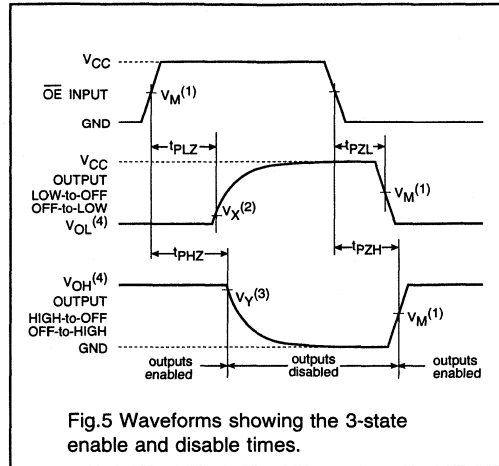 VCC
OE INPUT
VM(1)
GND
tPLZ
tPZL
VCC
OUTPUT
LOW-to-OFF
OFF-to-LOW
VOL(4)
VX(2)
VM(1)
tPHZ
tPZH
VOH(4)
OUTPUT
HIGH-to-OFF
OFF-to-HIGH
GND
VY(3)
VM(1)
outputs
enabled
outputs
disabled
outputs
enabled
Fig.5 Waveforms showing the 3-state
enable and disable times.